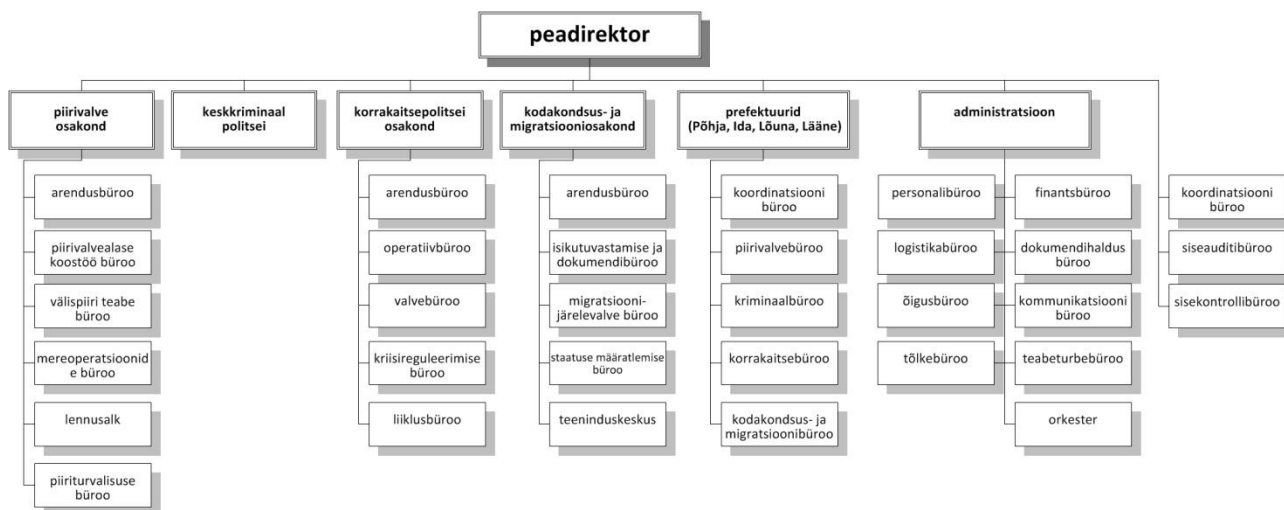 peadirektor
piirivalve
osakond
keskkriminaal
politsei
korrakaitsepolitsei
osakond
kodakondsus- ja
migratsiooniosakond
prefektuurid
(Põhja, Ida, Lõuna, Lääne)
administratsioon
arendusbüroo
piirivalvealase
koostöö büroo
välispiiri teabe
büroo
mereoperatsioonid
e büroo
lennusalk
piiriturvalisuse
büroo
arendusbüroo
operatiivbüroo
valvebüroo
kriisireguleerimise
büroo
liiklusbüroo
arendusbüroo
isikutuvastamise ja
dokumendibüroo
migratsiooni-
järelevalve büroo
staatuse määratlemise
büroo
teeninduskeskus
koordinatsiooni
büroo
piirivalvebüroo
kriminaalbüroo
korrakaitsebüroo
kodakondsus- ja
migratsioonibüroo
personalibüroo
logistikabüroo
õigusbüroo
tõlkebüroo
finantsbüroo
dokumendihaldus
büroo
kommunikatsiooni
büroo
teabeturbebüroo
orkester
koordinatsiooni
büroo
siseauditibüroo
sisekontrollibüroo